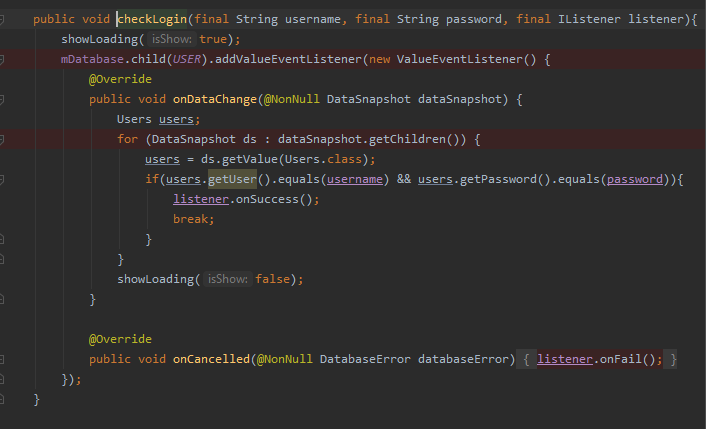 public void checkLogin(final String username, final String password, final IListener listener){
showLoading( isShow: true);
mDatabase.child(USER).addValueEventListener(new ValueEventListener() {
@Override
public void onDataChange(@NonNull DataSnapshot dataSnapshot) {
Users users;
for (DataSnapshot ds : dataSnapshot.getChildren()) {
users = ds.getValue(Users.class);
if(users.getUser().equals(username) && users.getPassword().equals(password)){
listener.onSuccess();
break;
}
}
showLoading( isShow: false);
}
@Override
public void onCancelled(@NonNull DatabaseError databaseError) { listener.onFail(); }
});
}